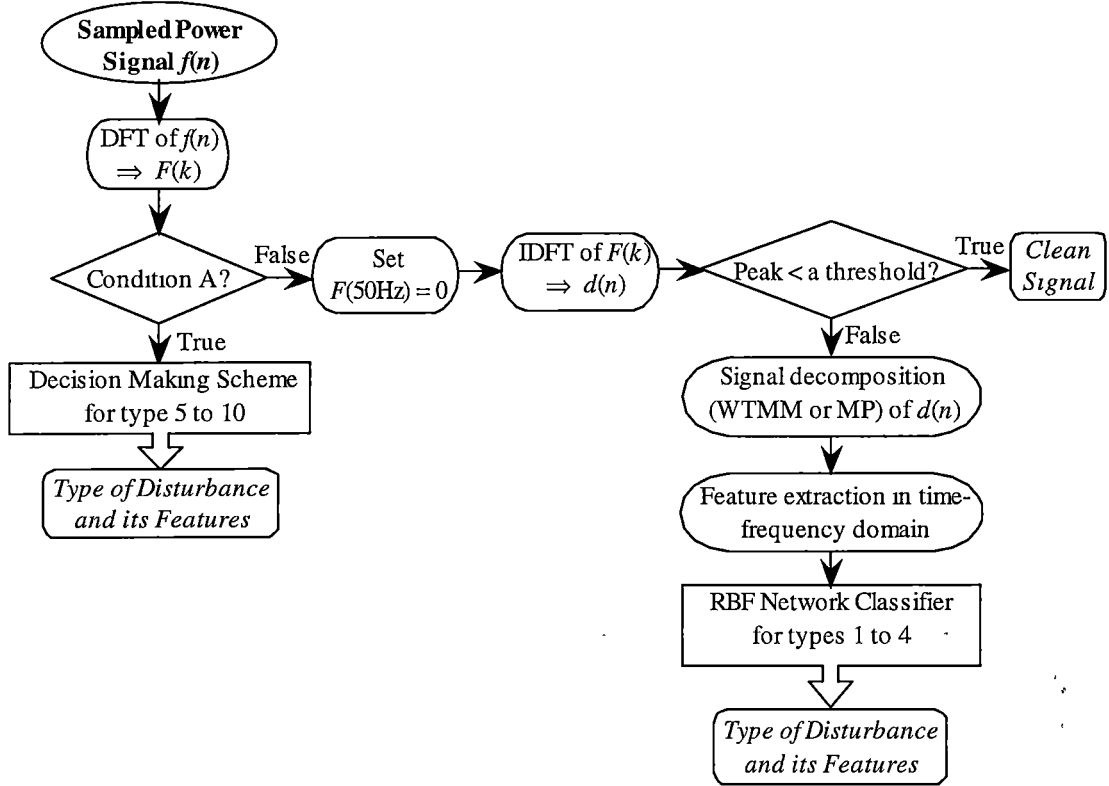 Sampled Power
Signal f(n)
DFT of f(n)
⇒ F(k)
Condition A?
False
Set
F(50Hz) = 0
IDFT of F(k)
⇒ d(n)
Peak < a threshold?
True
Clean
Signal
True
Decision Making Scheme
for type 5 to 10
Type of Disturbance
and its Features
False
Signal decomposition
(WTMM or MP) of d(n)
Feature extraction in time-
frequency domain
RBF Network Classifier
for types 1 to 4
Type of Disturbance
and its Features